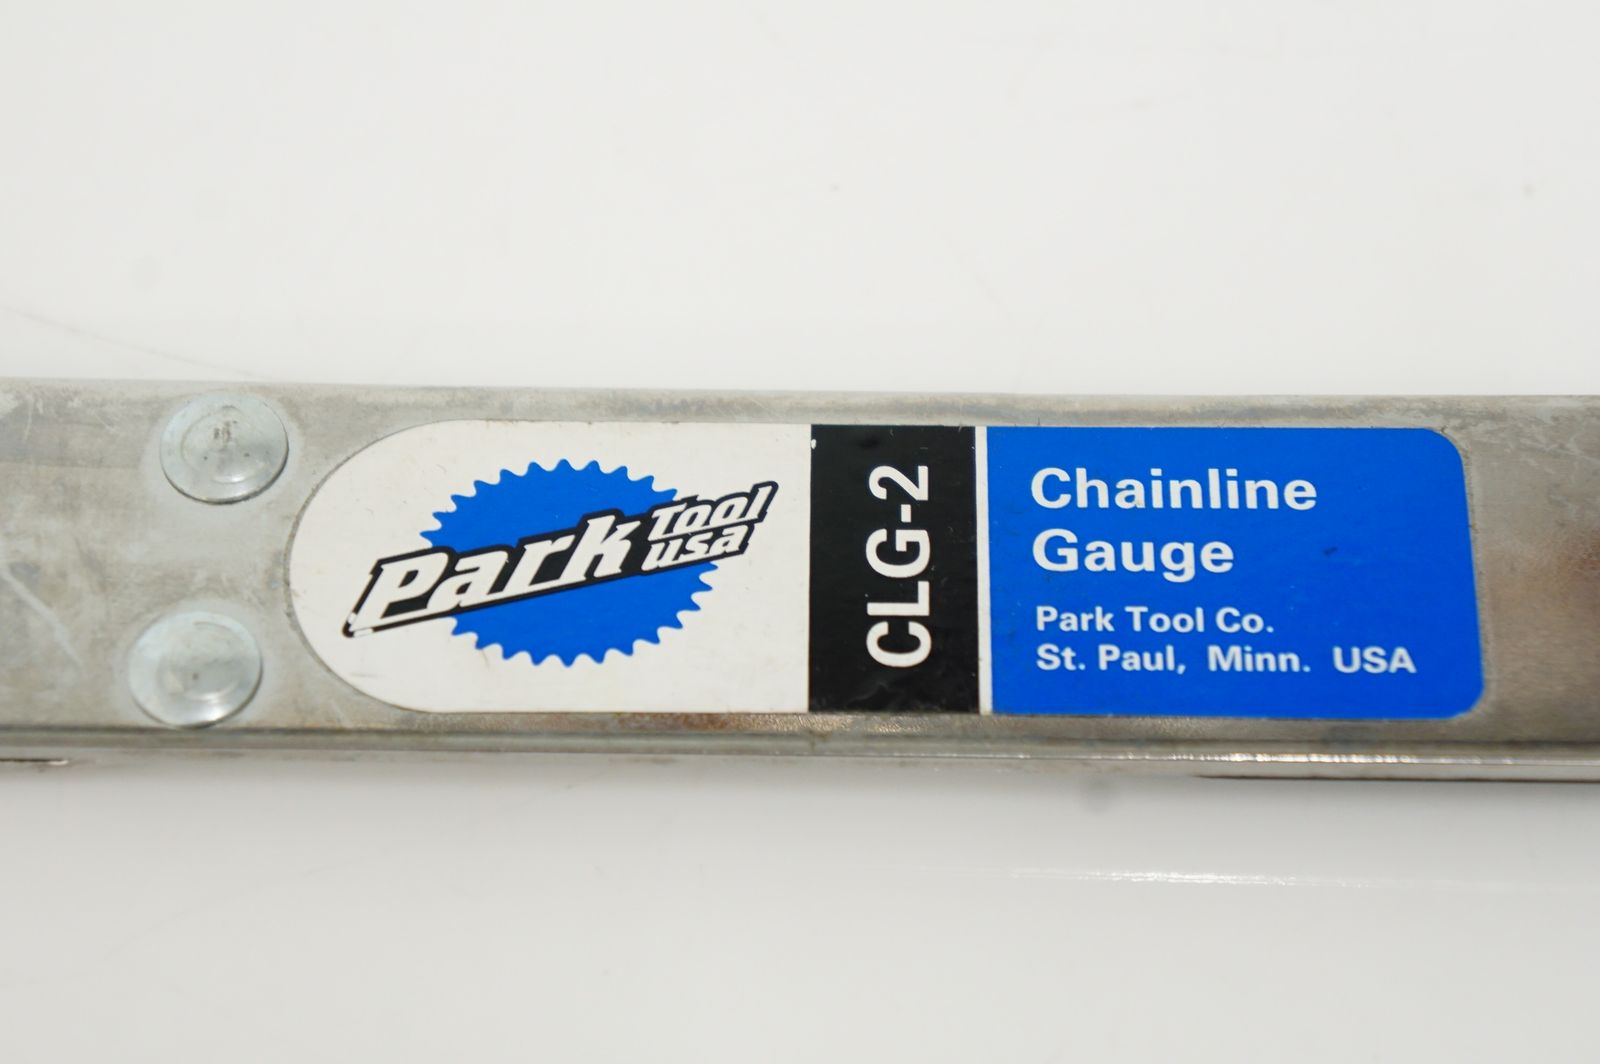 Park Tool
usa
CLG-2
Chainline
Gauge
Park Tool Co.
St. Paul, Minn. USA